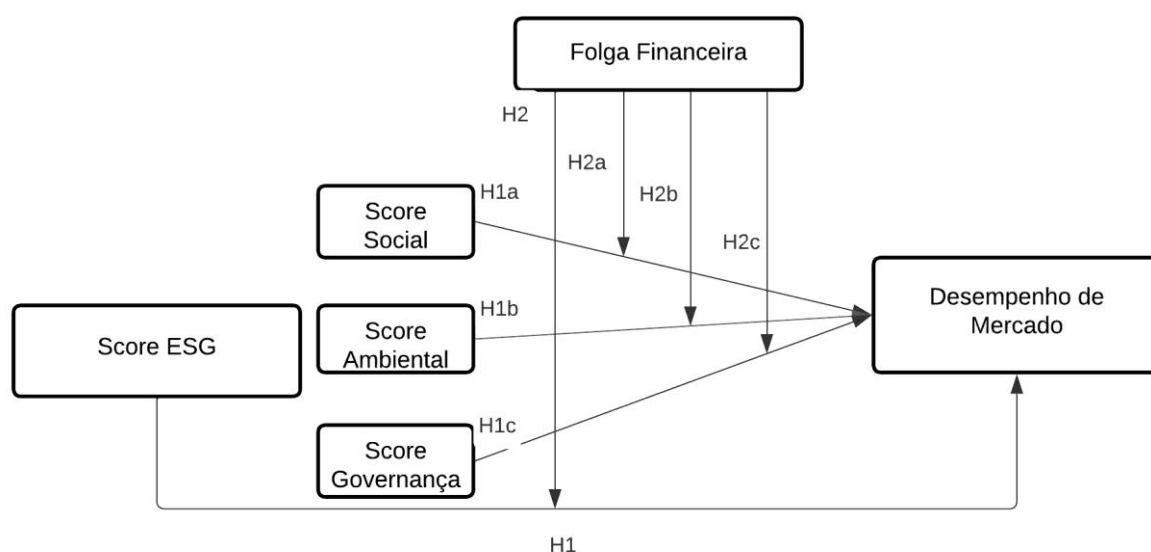 Folga Financeira
H2
H2a
H1a
H2b
Score
Social
H2c
Desempenho de
Mercado
H1b
Score
Ambiental
Score ESG
H1c
Score
Governança
H1